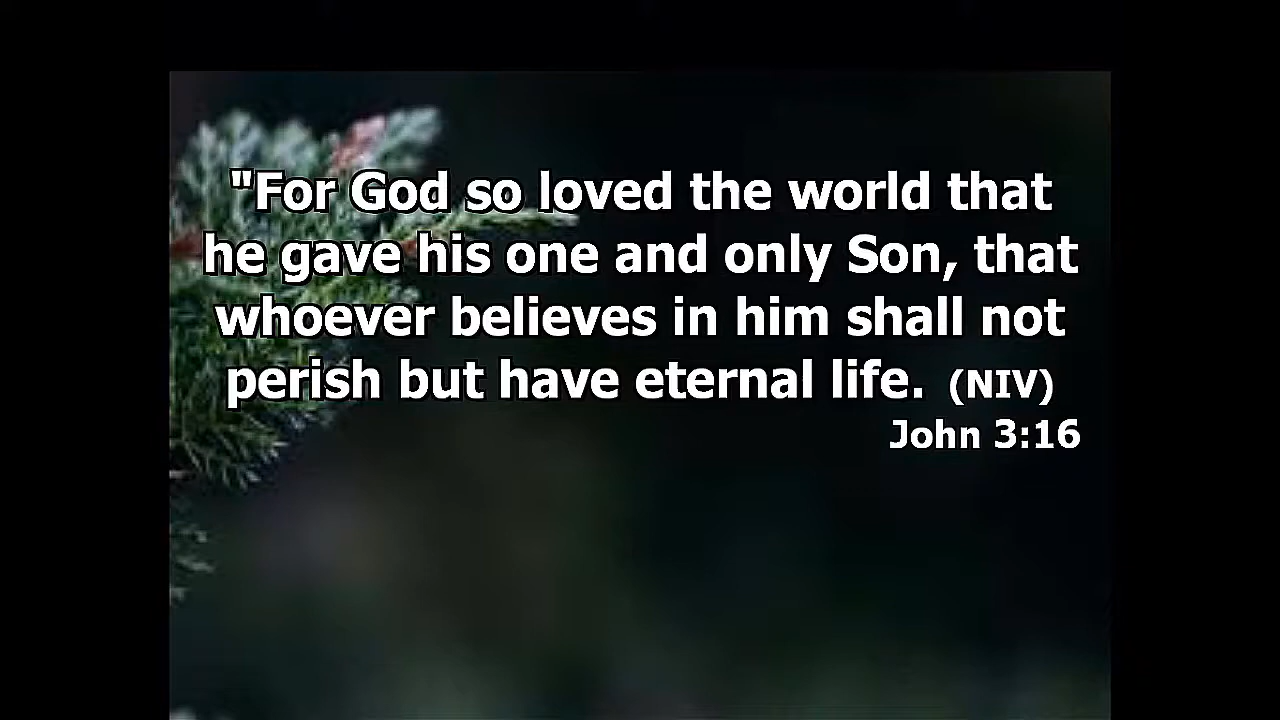 "For God so loved the world that
he gave his one and only Son, that
whoever believes in him shall not
perish but have eternal life. (NIV)
John 3:16